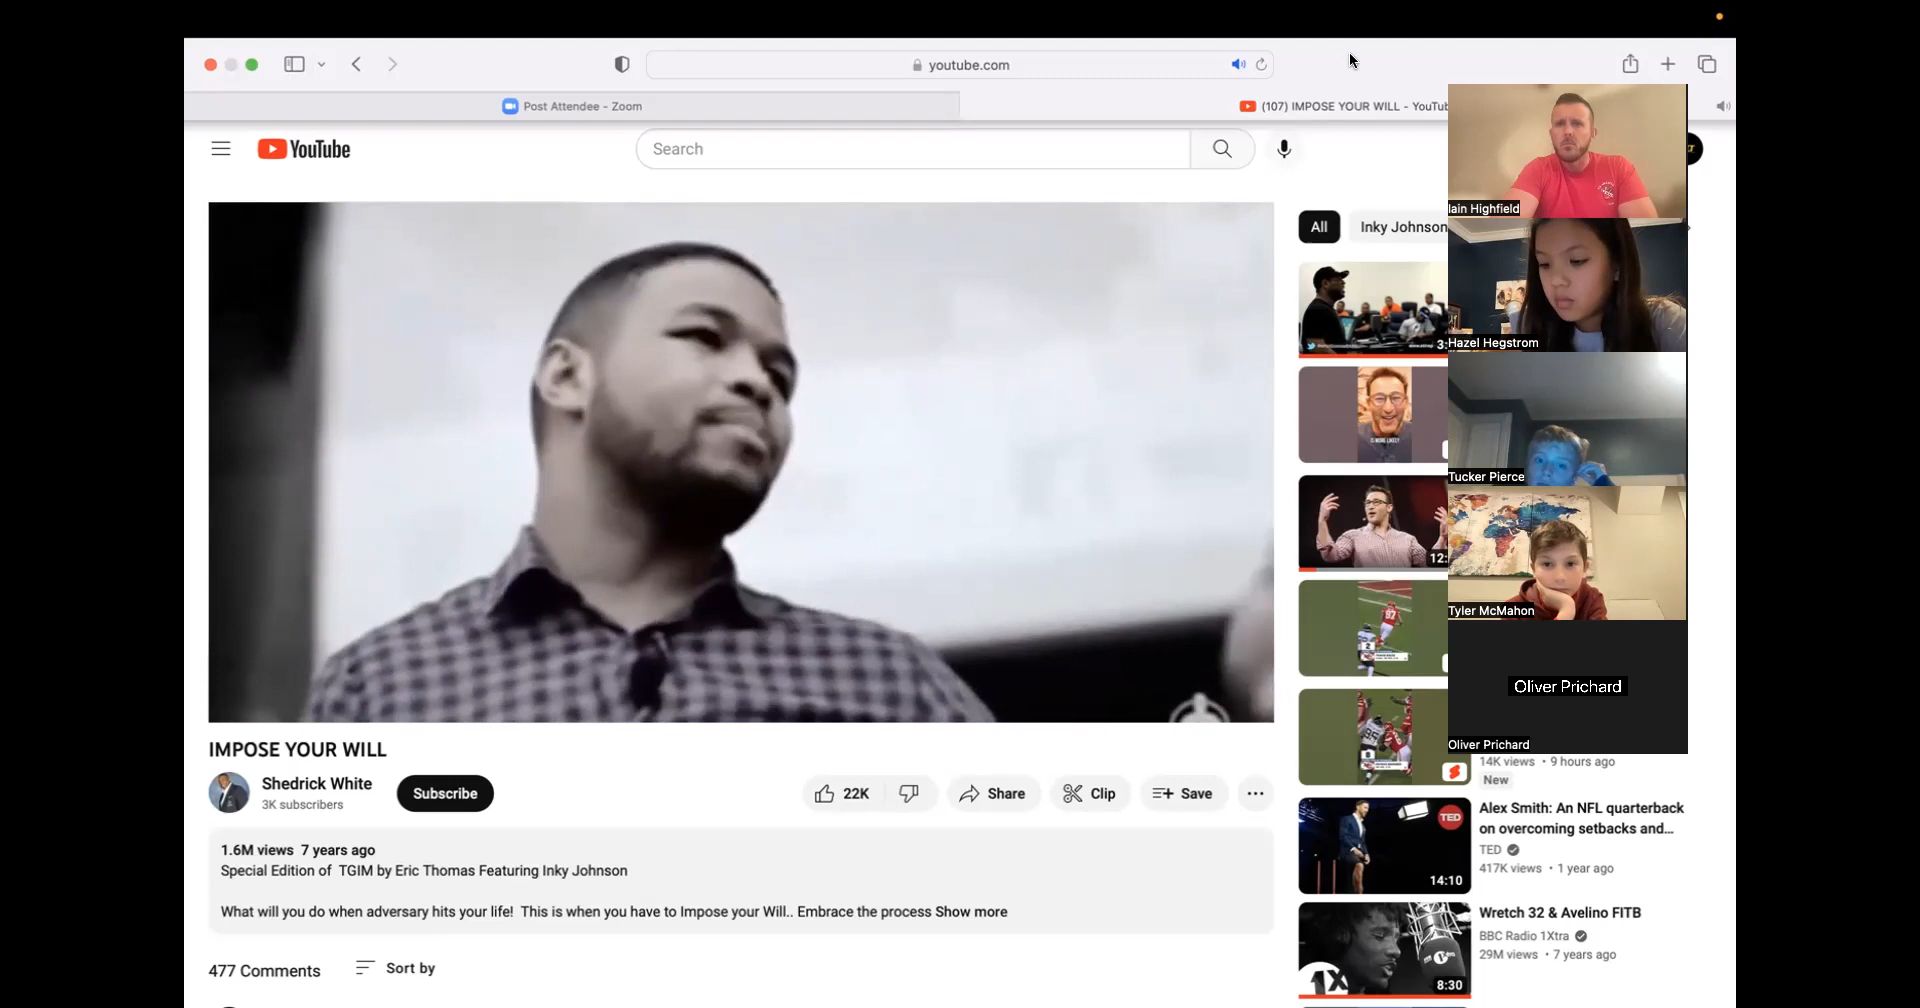 youtube.com
Post Attendee - Zoom
(107) IMPOSE YOUR WILL - YouTub
YouTube
Search
All
Inky Johnson
Iain Highfield
Hazel Hegstrom
Tucker Pierce
Tyler McMahon
Oliver Prichard
Oliver Prichard
3:
IS MORE LIKELY
12:
14K views • 9 hours ago
New
IMPOSE YOUR WILL
Shedrick White
3K subscribers
Subscribe
22K
Share
Clip
Save
1.6M views 7 years ago
Special Edition of TGIM by Eric Thomas Featuring Inky Johnson
What will you do when adversary hits your life! This is when you have to Impose your Will.. Embrace the process Show more
477 Comments
Sort by
TED
14:10
Alex Smith: An NFL quarterback
on overcoming setbacks and...
TED
417K views • 1 year ago
1X
8:30
Wretch 32 & Avelino FITB
BBC Radio 1Xtra
29M views • 7 years ago